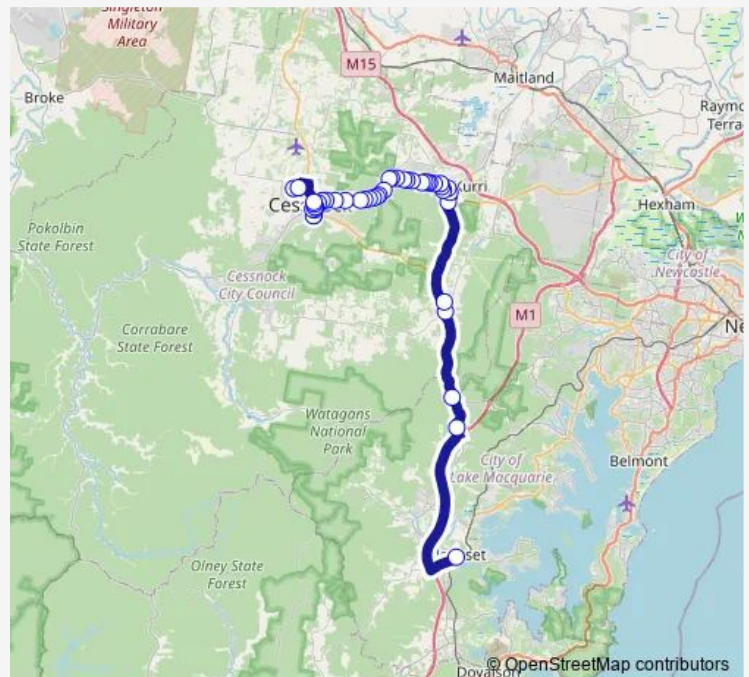 Singleton
Military
Area
M15
Maitland
Broke
Raymo
Terra
Kurri
Cess
Hexham
Pokolbin
State Forest
City of
Newcastle
Cessnock
City Council
M1
Ne
Corrabare
State Forest
Watagans
National
Park
City of
Lake Macquarie
Belmont
set
Olney State
Forest
Doyalson
© OpenStreetMap contributors